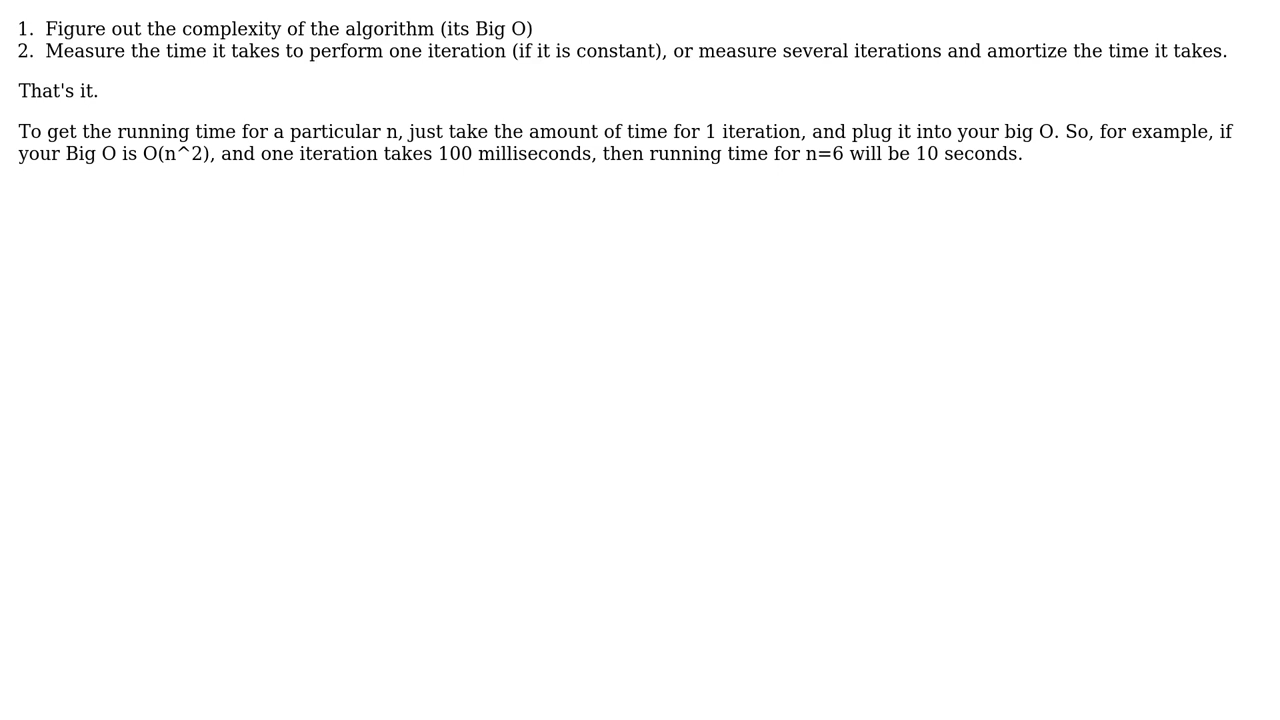 1. Figure out the complexity of the algorithm (its Big O)
2. Measure the time it takes to perform one iteration (if it is constant), or measure several iterations and amortize the time it takes.
That's it.
To get the running time for a particular n, just take the amount of time for 1 iteration, and plug it into your big O. So, for example, if
your Big O is O(n^2), and one iteration takes 100 milliseconds, then running time for n=6 will be 10 seconds.